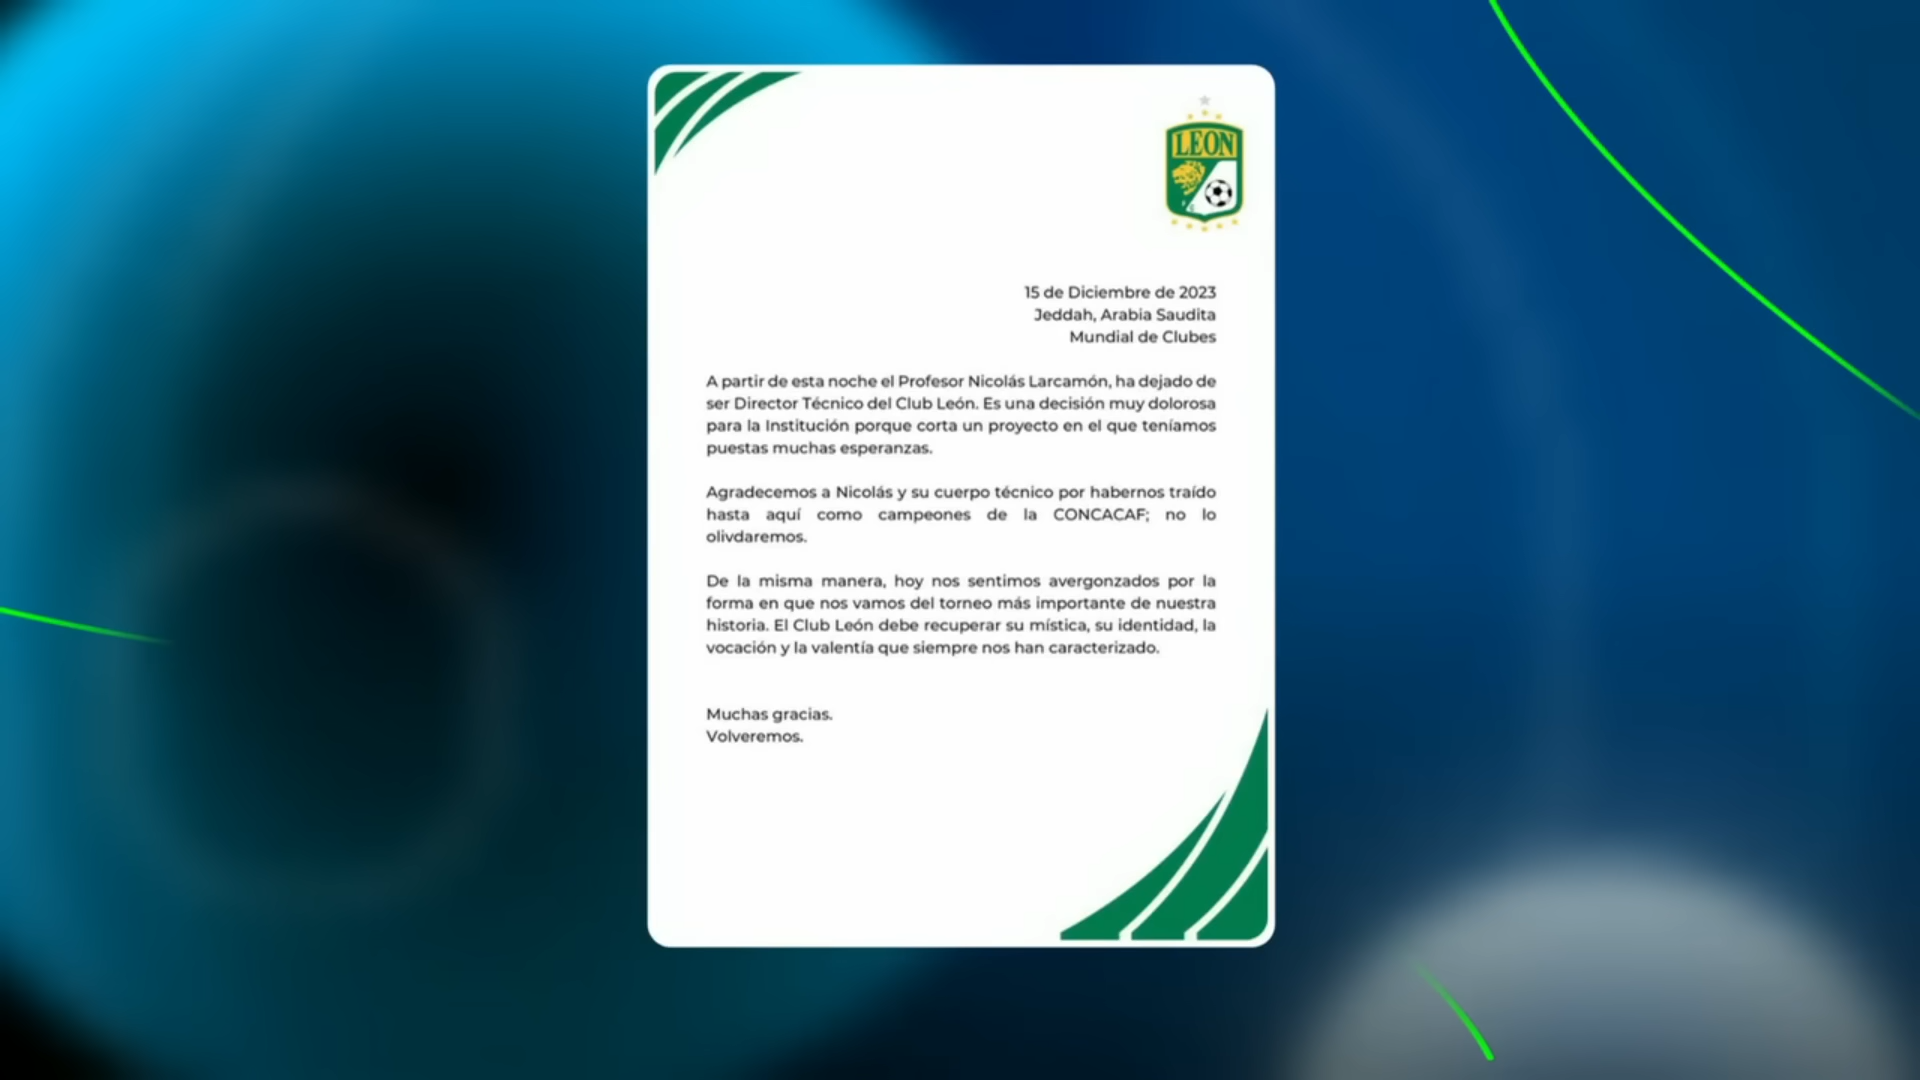 LEON
15 de Diciembre de 2023
Jeddah, Arabia Saudita
Mundial de Clubes
A partir de esta noche el Profesor Nicolás Larcamón, ha dejado de
ser Director Técnico del Club León. Es una decisión muy dolorosa
para la Institución porque corta un proyecto en el que teníamos
puestas muchas esperanzas.
Agradecemos a Nicolás y su cuerpo técnico por habernos traído
hasta aquí como campeones de la CONCACAF; no lo
olivdaremos.
De la misma manera, hoy nos sentimos avergonzados por la
forma en que nos vamos del torneo más importante de nuestra
historia. El Club León debe recuperar su mística, su identidad, la
vocación y la valentía que siempre nos han caracterizado.
Muchas gracias.
Volveremos.